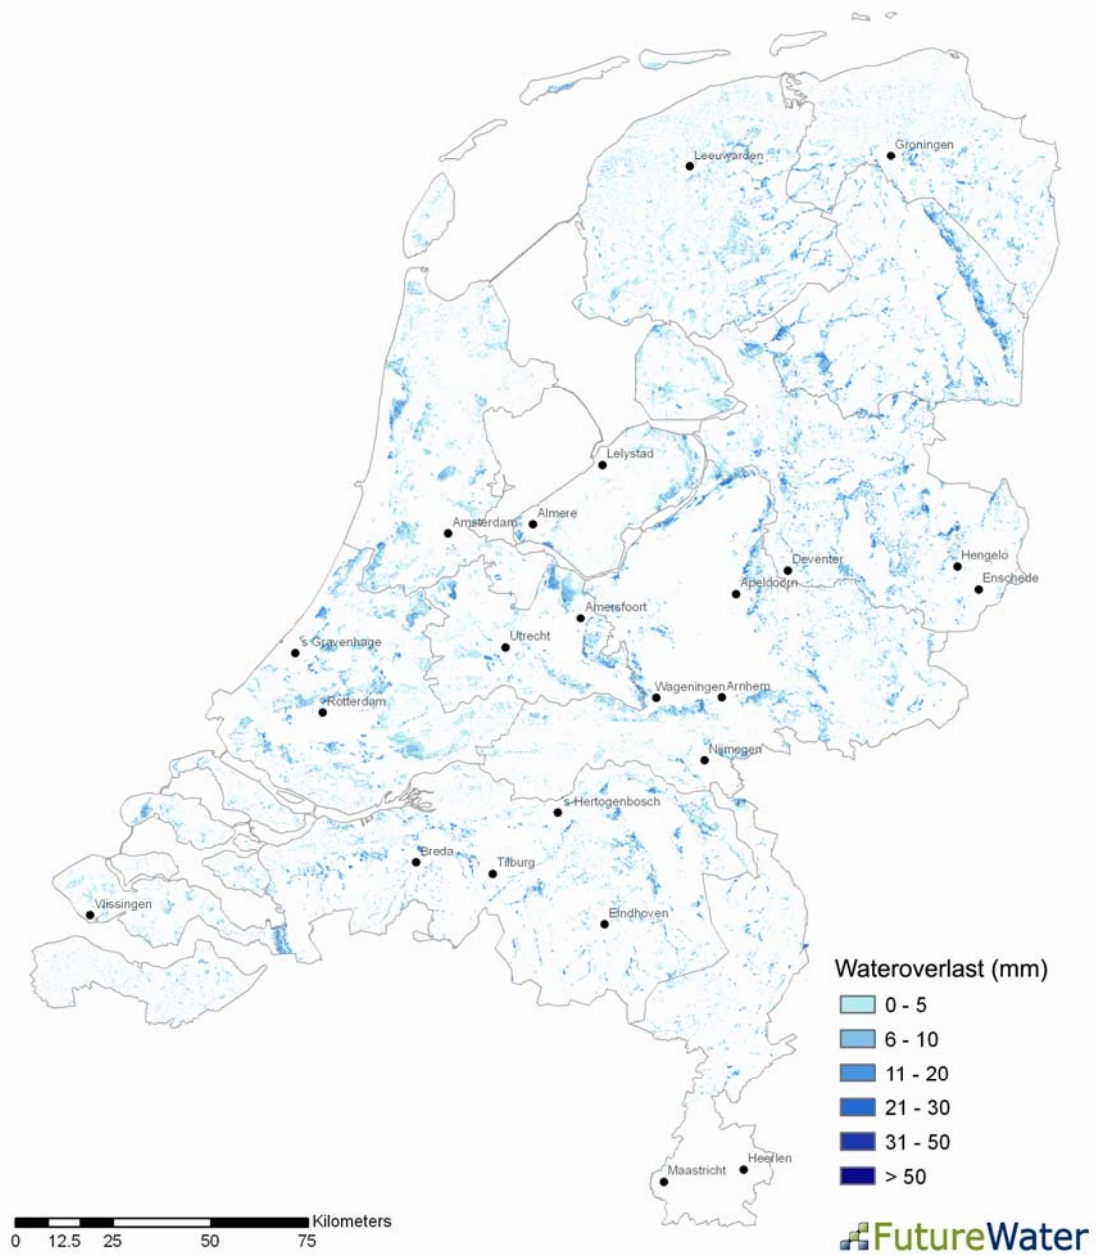 Leeuwarden
Groningen
Lelystad
Almere
Amsterdam
Hengelo
Deventer
Enschede
Apeldoorn
Amersfoort
Utrecht
's Gravenhage
Wageningen
Arnhem
Rotterdam
Nijmegen
's-Hertogenbosch
Breda
Tilburg
Vlissingen
Eindhoven
Wateroverlast (mm)
0 - 5
6 - 10
11 - 20
21 - 30
31 - 50
> 50
Heerlen
Maastricht
Kilometers
0 12.5 25 50 75
FutureWater